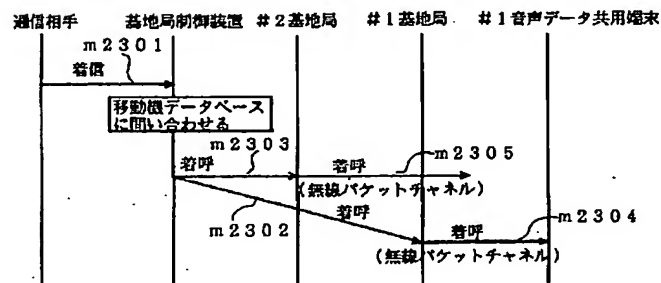 通信相手 基地局制御装置 #2基地局 #1基地局 #1音声データ共用端末
m2301
着信
移動機データベース
に問い合わせる
m2303
着呼
着呼
m2305
(無線パケットチャネル)
着呼
m2302
着呼
m2304
(無線パケットチャネル)